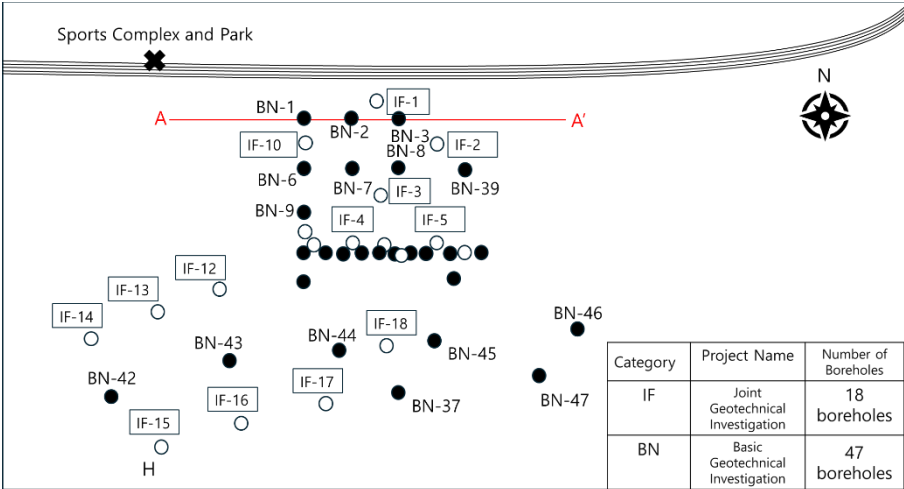 Sports Complex and Park
N
BN-1
IF-1
A
A'
BN-2
BN-3
IF-10
BN-8
IF-2
BN-6
BN-7
IF-3
BN-39
BN-9
IF-4
IF-5
IF-12
IF-13
IF-14
BN-46
IF-18
BN-44
BN-43
BN-45
BN-42
IF-17
BN-37
BN-47
IF-16
IF-15
H
Category
Project Name
Number of
Boreholes
IF
Joint
Geotechnical
Investigation
18
boreholes
BN
Basic
Geotechnical
Investigation
47
boreholes